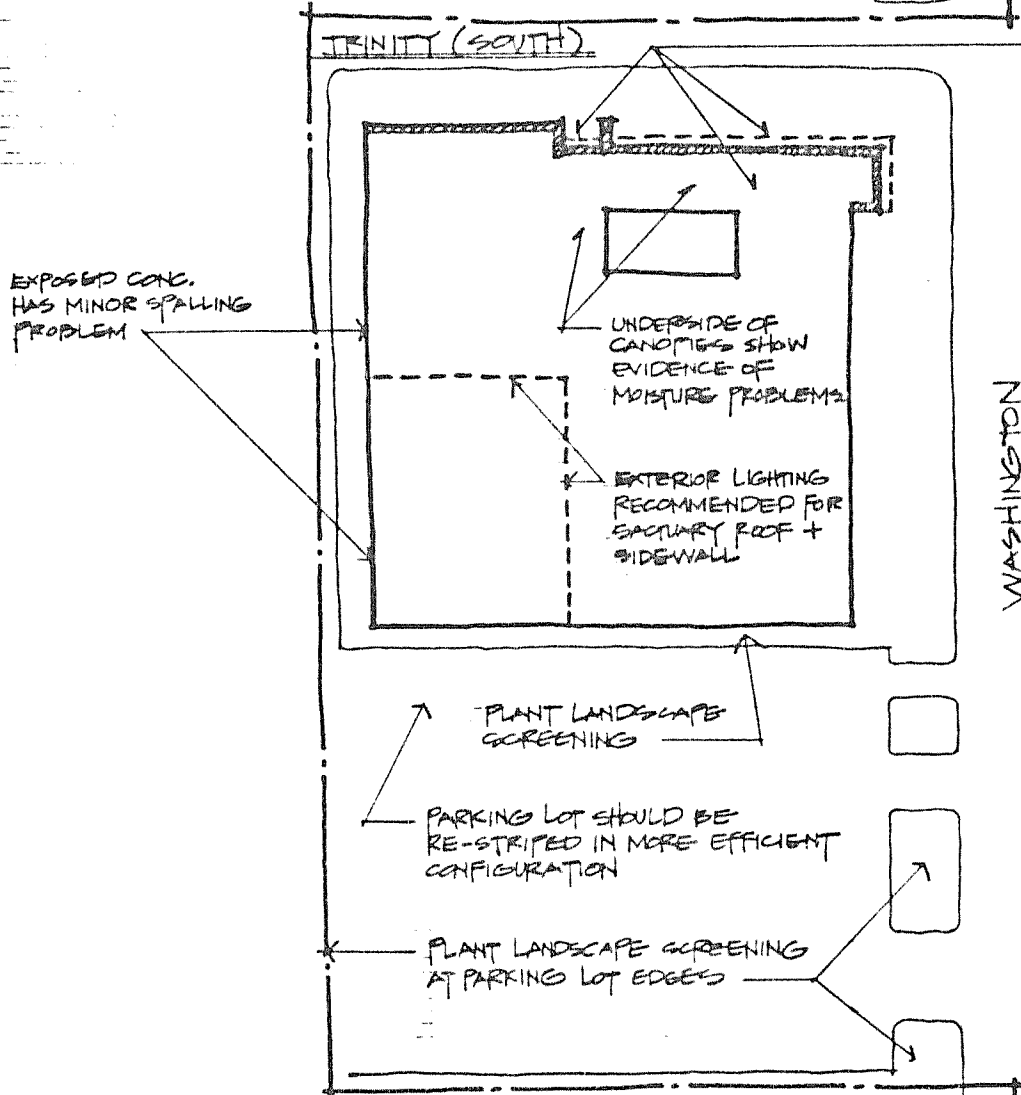 TRINITY (SOUTH)
EXPOSED CONC.
HAS MINOR SPALLING
PROBLEM
UNDERSIDE OF
CANOPIES SHOW
EVIDENCE OF
MOISTURE PROBLEMS
WASHINGTON
EXTERIOR LIGHTING
RECOMMENDED FOR
SACTUARY ROOF +
SIDEWALL
PLANT LANDSCAPE
SCREENING
PARKING LOT SHOULD BE
RE-STRIPED IN MORE EFFICIENT
CONFIGURATION
PLANT LANDSCAPE SCREENING
AT PARKING LOT EDGES